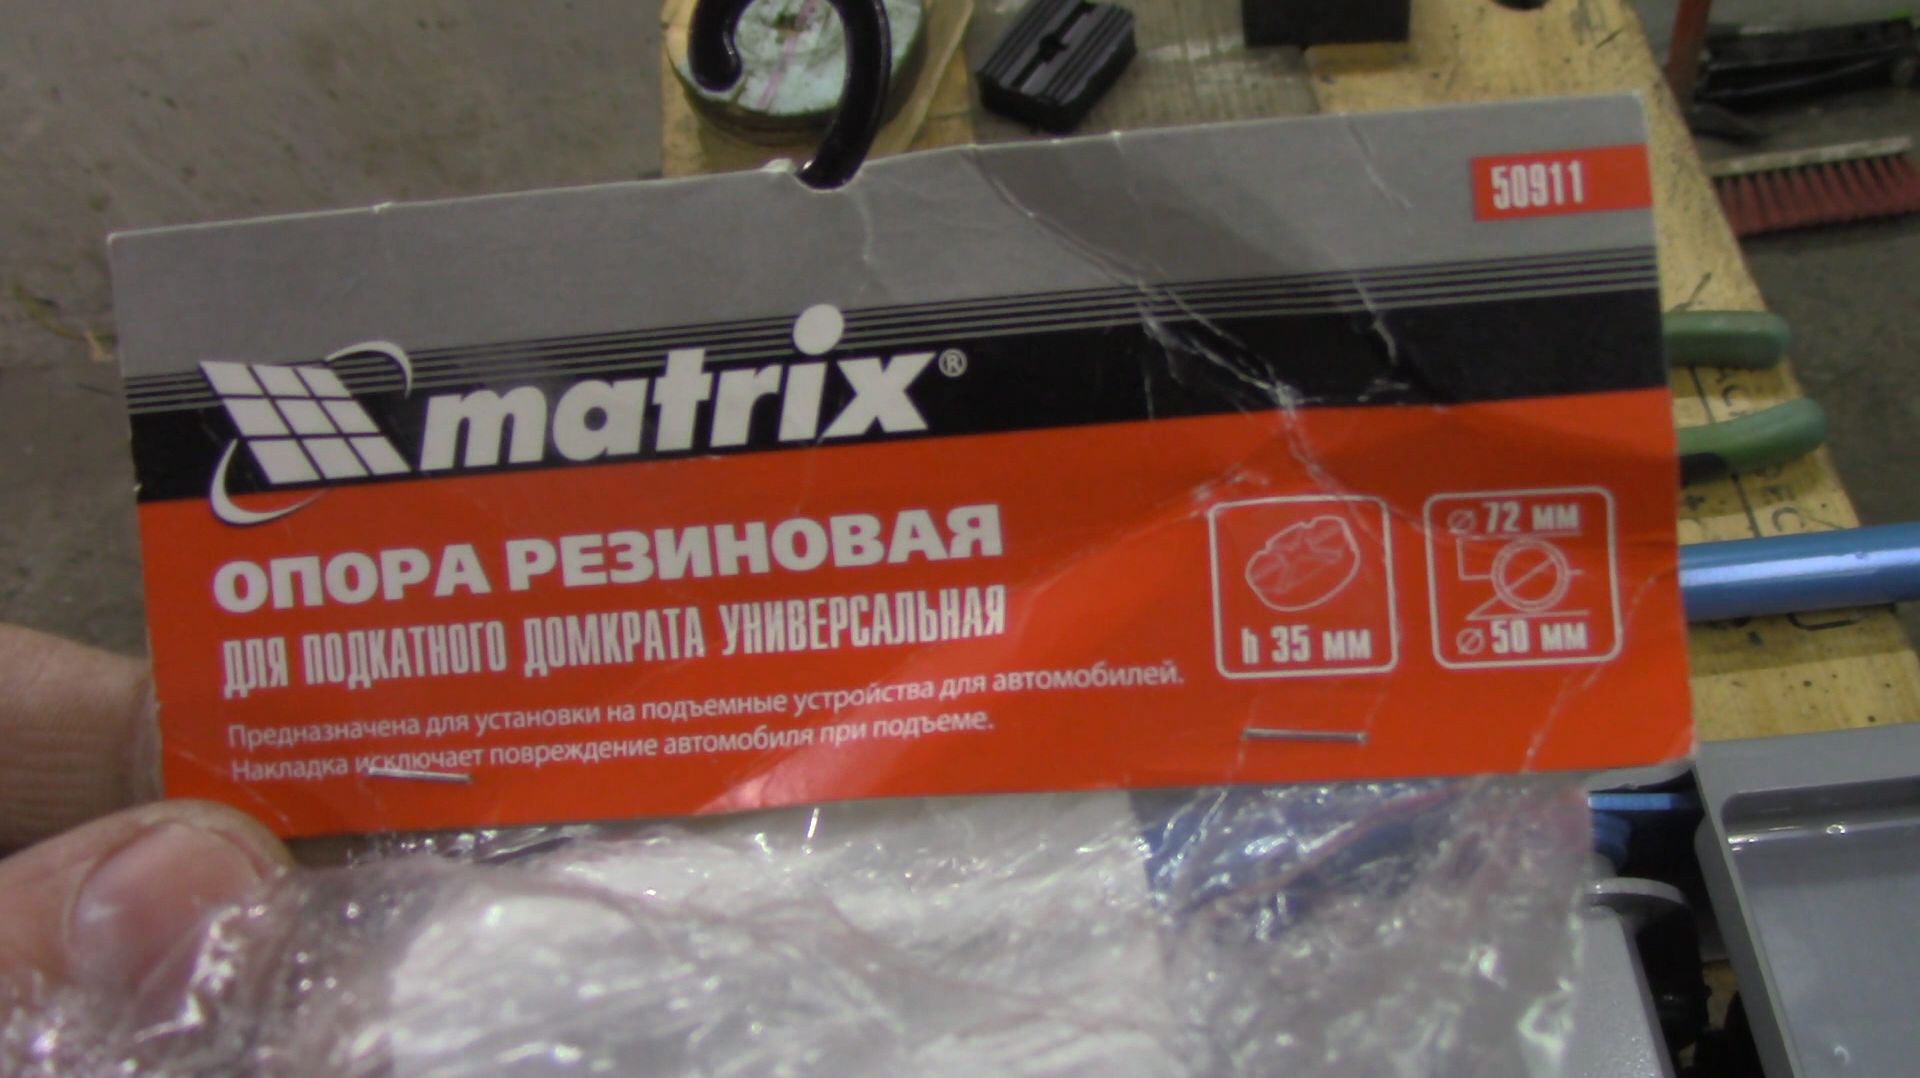 50911
matrix®
ОПОРА РЕЗИНОВАЯ
ДЛЯ ПОДКАТНОГО ДОМКРАТА УНИВЕРСАЛЬНАЯ
Предназначена для установки на подъемные устройства для автомобилей.
Накладка исключает повреждение автомобиля при подъеме.
h 35 мм
⌀ 72 мм
⌀ 50 мм